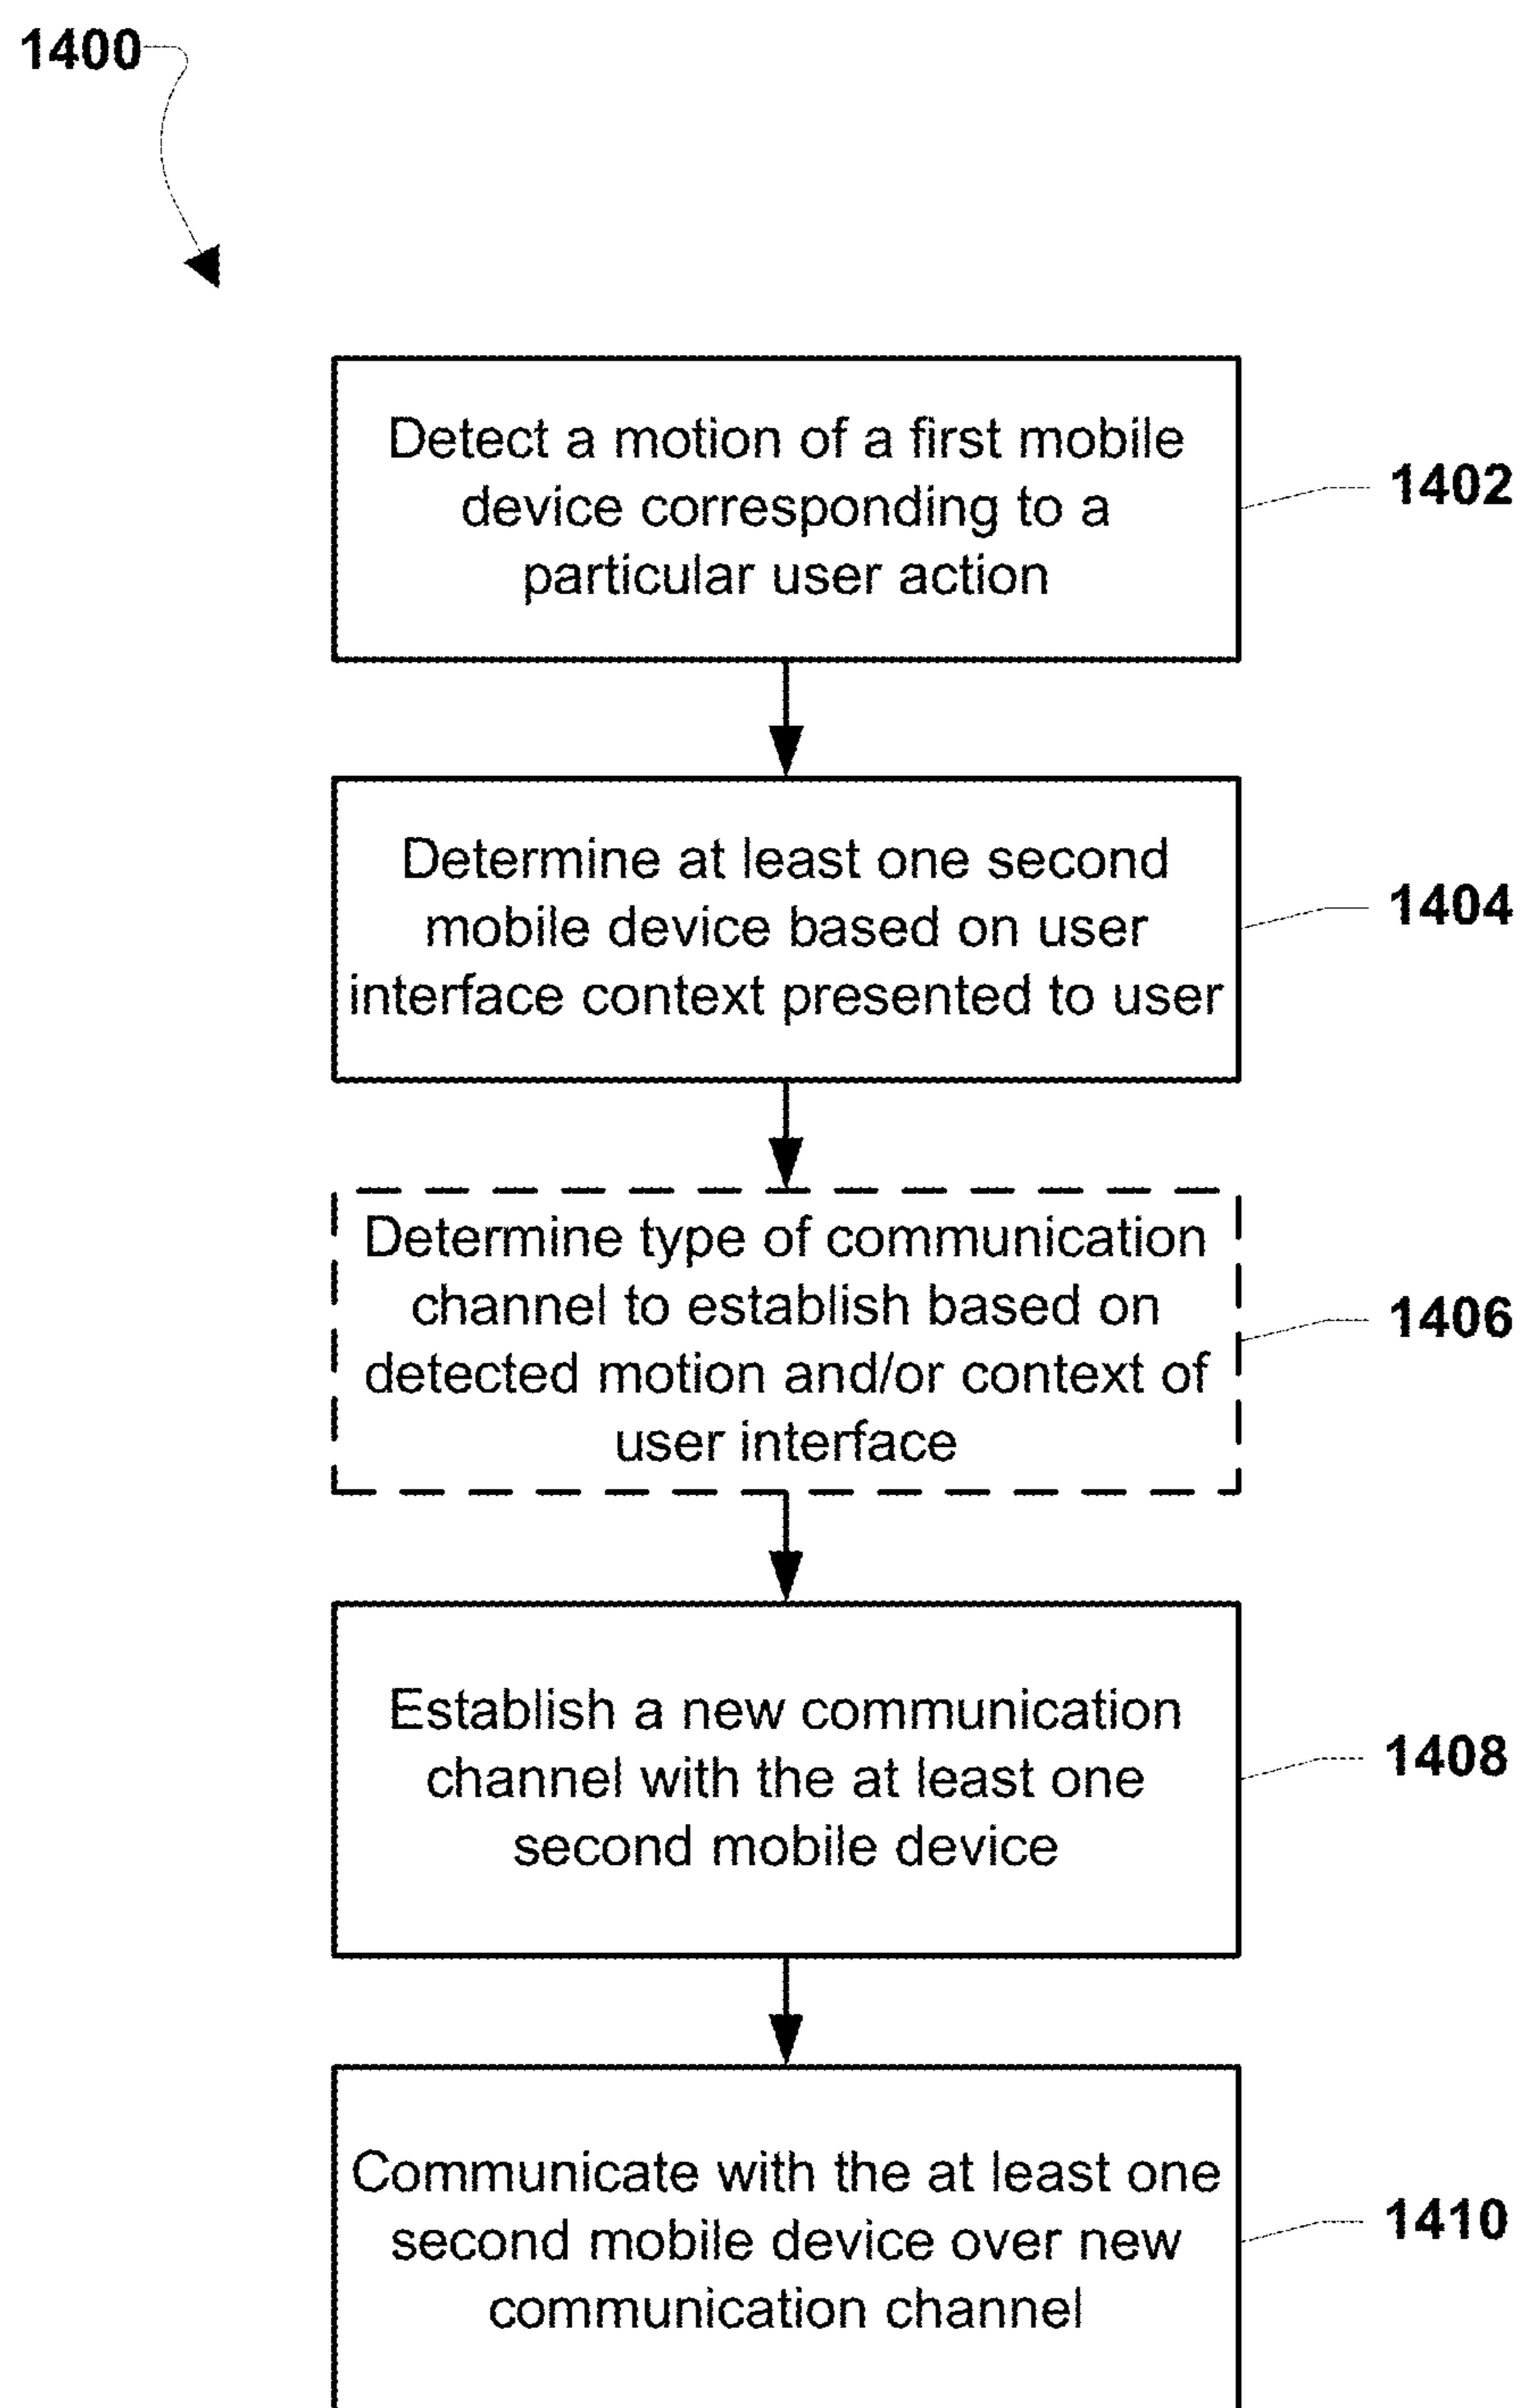 1400
Detect a motion of a first mobile
device corresponding to a
particular user action
1402
Determine at least one second
mobile device based on user
interface context presented to user
1404
Determine type of communication
channel to establish based on
detected motion and/or context of
user interface
1406
Establish a new communication
channel with the at least one
second mobile device
1408
Communicate with the at least one
second mobile device over new
communication channel
1410